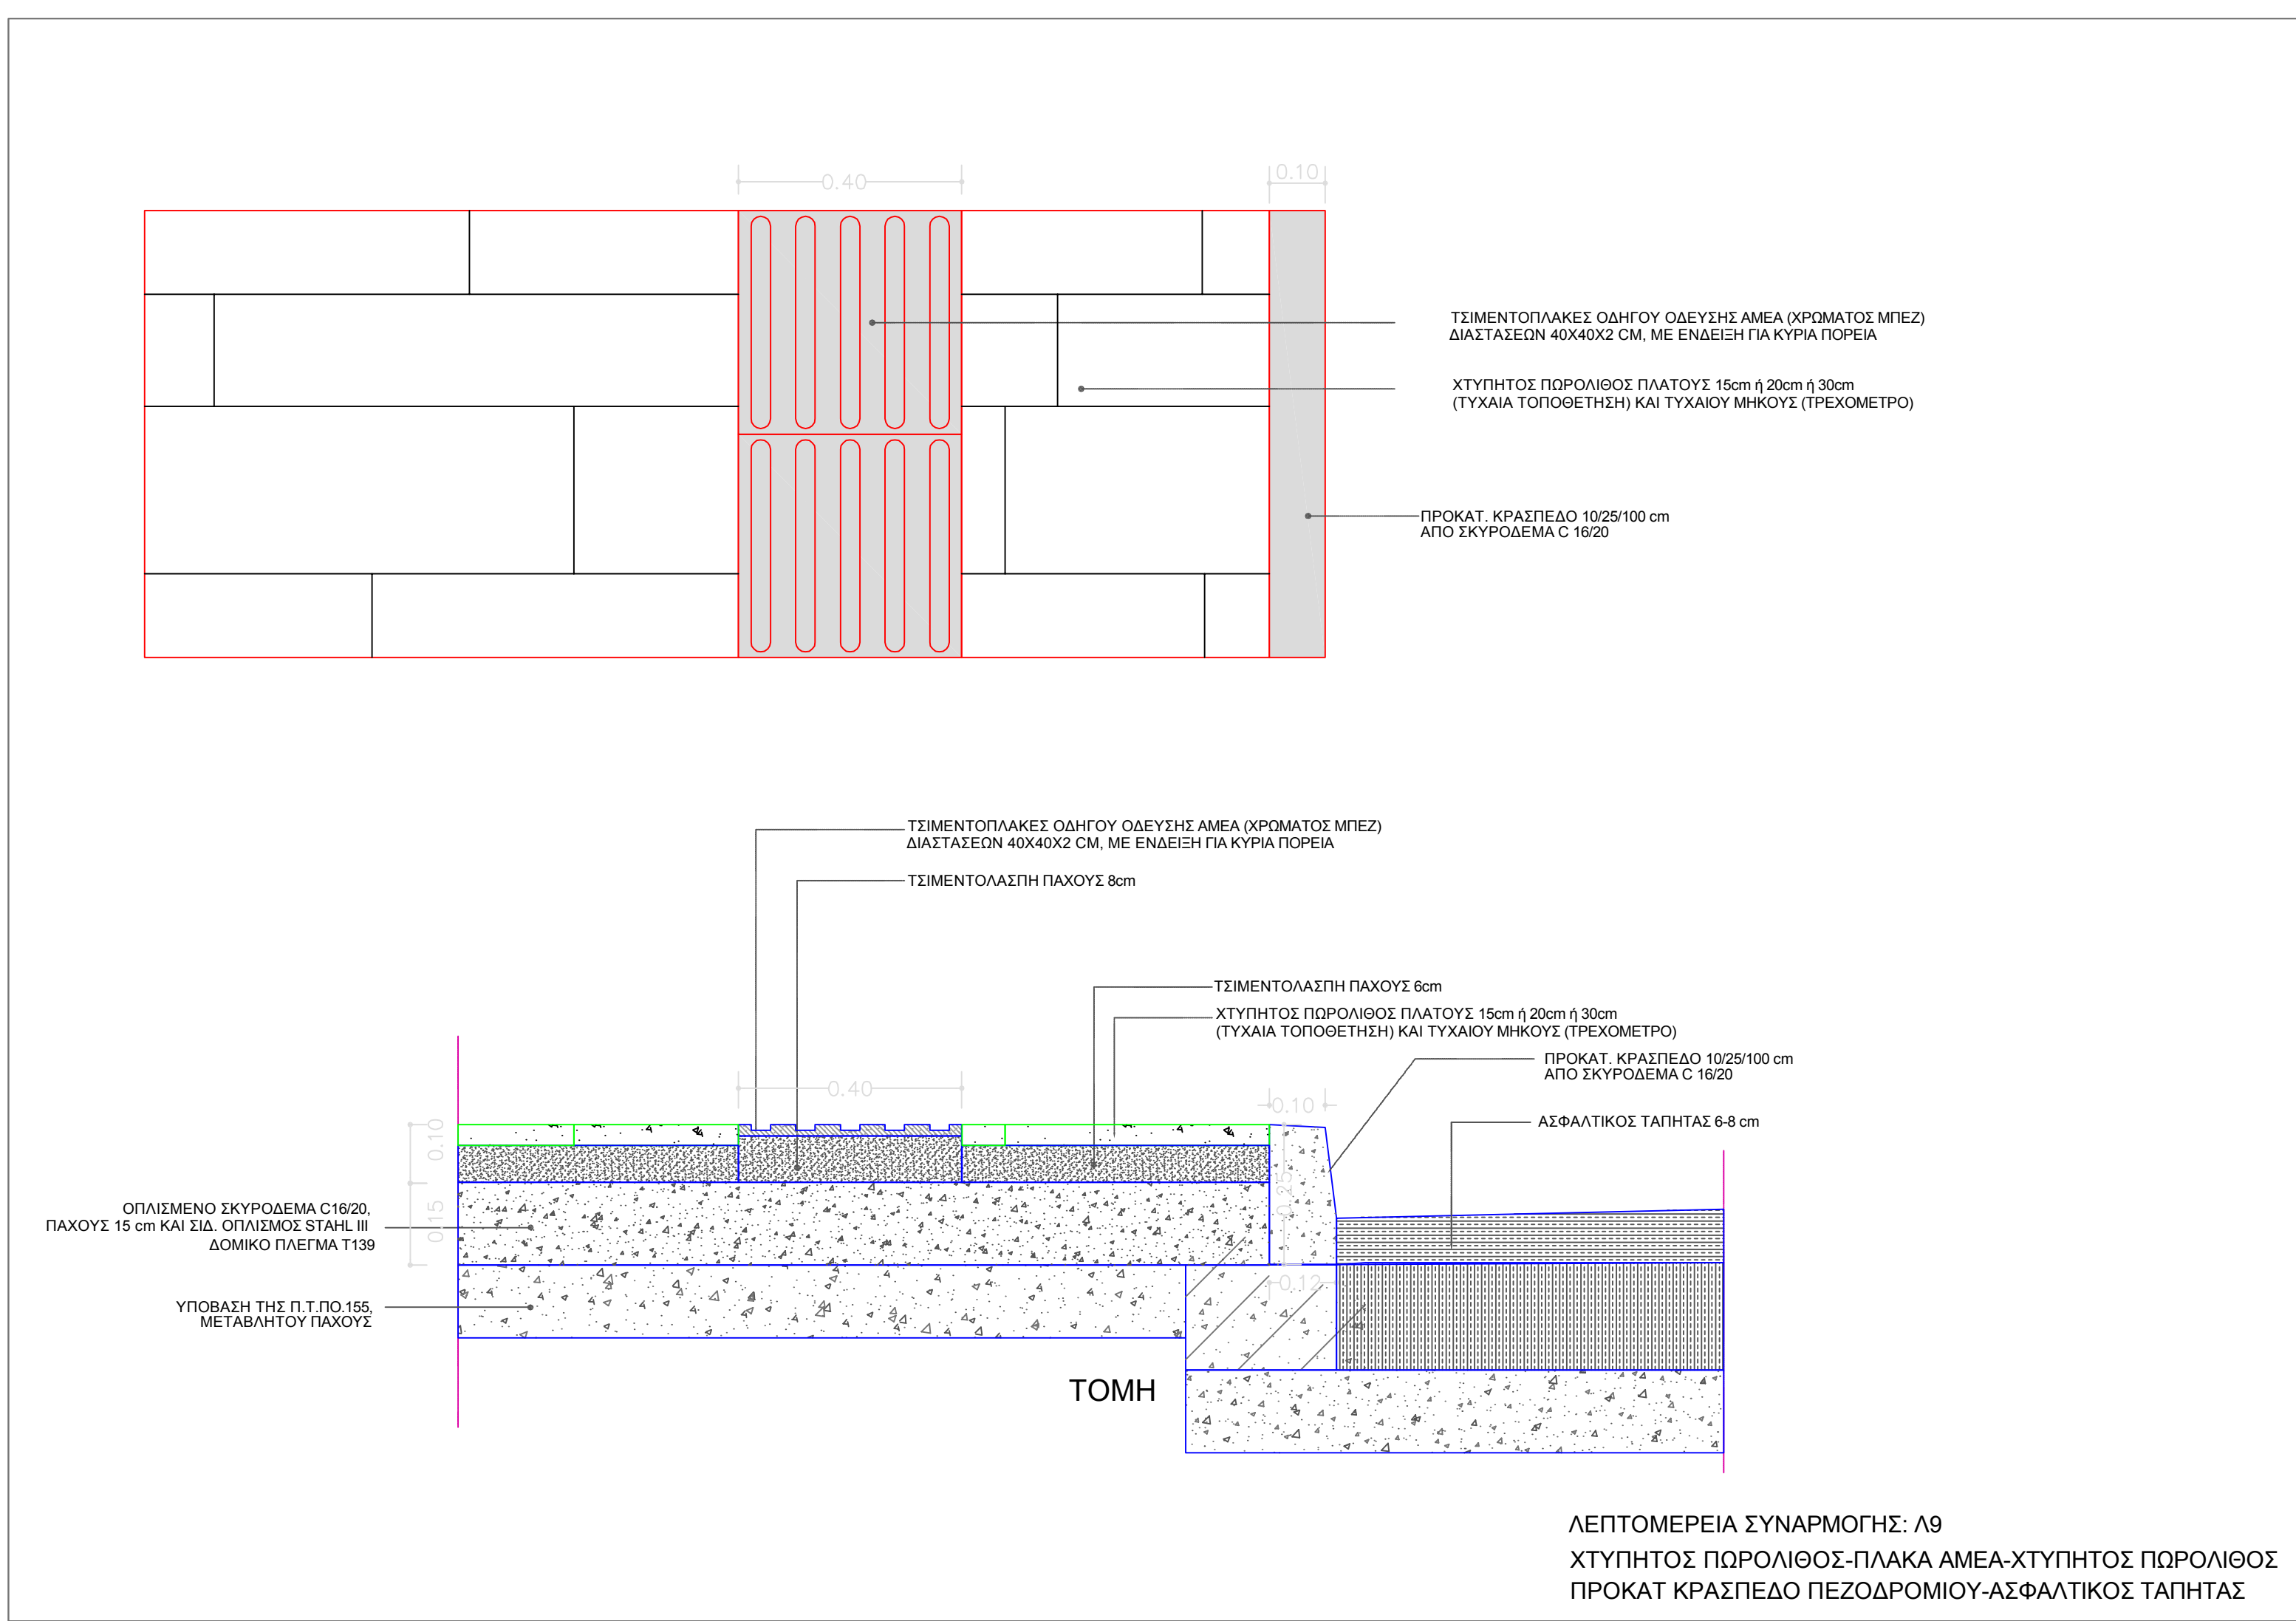 0.40
0.10
ΤΣΙΜΕΝΤΟΠΛΑΚΕΣ ΟΔΗΓΟΥ ΟΔΕΥΣΗΣ ΑΜΕΑ (ΧΡΩΜΑΤΟΣ ΜΠΕΖ)
ΔΙΑΣΤΑΣΕΩΝ 40Χ40Χ2 CM, ΜΕ ΕΝΔΕΙΞΗ ΓΙΑ ΚΥΡΙΑ ΠΟΡΕΙΑ
ΧΤΥΠΗΤΟΣ ΠΩΡΟΛΙΘΟΣ ΠΛΑΤΟΥΣ 15cm ή 20cm ή 30cm
(ΤΥΧΑΙΑ ΤΟΠΟΘΕΤΗΣΗ) ΚΑΙ ΤΥΧΑΙΟΥ ΜΗΚΟΥΣ (ΤΡΕΧΟΜΕΤΡΟ)
ΠΡΟΚΑΤ. ΚΡΑΣΠΕΔΟ 10/25/100 cm
ΑΠΟ ΣΚΥΡΟΔΕΜΑ C 16/20
ΤΣΙΜΕΝΤΟΠΛΑΚΕΣ ΟΔΗΓΟΥ ΟΔΕΥΣΗΣ ΑΜΕΑ (ΧΡΩΜΑΤΟΣ ΜΠΕΖ)
ΔΙΑΣΤΑΣΕΩΝ 40Χ40Χ2 CM, ΜΕ ΕΝΔΕΙΞΗ ΓΙΑ ΚΥΡΙΑ ΠΟΡΕΙΑ
ΤΣΙΜΕΝΤΟΛΑΣΠΗ ΠΑΧΟΥΣ 8cm
ΤΣΙΜΕΝΤΟΛΑΣΠΗ ΠΑΧΟΥΣ 6cm
ΧΤΥΠΗΤΟΣ ΠΩΡΟΛΙΘΟΣ ΠΛΑΤΟΥΣ 15cm ή 20cm ή 30cm
(ΤΥΧΑΙΑ ΤΟΠΟΘΕΤΗΣΗ) ΚΑΙ ΤΥΧΑΙΟΥ ΜΗΚΟΥΣ (ΤΡΕΧΟΜΕΤΡΟ)
ΠΡΟΚΑΤ. ΚΡΑΣΠΕΔΟ 10/25/100 cm
ΑΠΟ ΣΚΥΡΟΔΕΜΑ C 16/20
0.40
0.10
ΑΣΦΑΛΤΙΚΟΣ ΤΑΠΗΤΑΣ 6-8 cm
0.10
0.15
0.25
0.12
ΟΠΛΙΣΜΕΝΟ ΣΚΥΡΟΔΕΜΑ C16/20,
ΠΑΧΟΥΣ 15 cm ΚΑΙ ΣΙΔ. ΟΠΛΙΣΜΟΣ STAHL III
ΔΟΜΙΚΟ ΠΛΕΓΜΑ Τ139
ΥΠΟΒΑΣΗ ΤΗΣ Π.Τ.ΠΟ.155,
ΜΕΤΑΒΛΗΤΟΥ ΠΑΧΟΥΣ
ΤΟΜΗ
ΛΕΠΤΟΜΕΡΕΙΑ ΣΥΝΑΡΜΟΓΗΣ: Λ9
ΧΤΥΠΗΤΟΣ ΠΩΡΟΛΙΘΟΣ-ΠΛΑΚΑ ΑΜΕΑ-ΧΤΥΠΗΤΟΣ ΠΩΡΟΛΙΘΟΣ
ΠΡΟΚΑΤ ΚΡΑΣΠΕΔΟ ΠΕΖΟΔΡΟΜΙΟΥ-ΑΣΦΑΛΤΙΚΟΣ ΤΑΠΗΤΑΣ